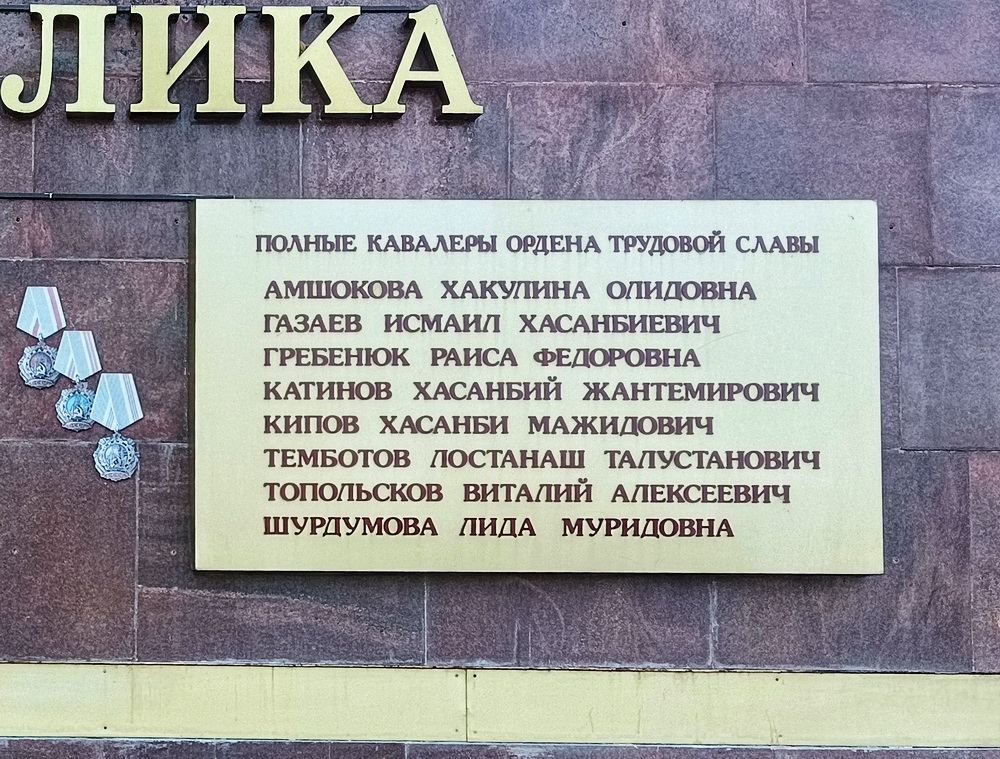 ЛИКА
ПОЛНЫЕ КАВАЛЕРЫ ОРДЕНА ТРУДОВОЙ СЛАВЫ
АМШОКОВА ХАКУЛИНА ОЛИДОВНА
ГАЗАЕВ ИСМАИЛ ХАСАНБИЕВИЧ
ГРЕБЕНЮК РАИСА ФЕДОРОВНА
КАТИНОВ ХАСАНБИЙ ЖАНТЕМИРОВИЧ
КИПОВ ХАСАНБИ МАЖИДОВИЧ
ТЕМБОТОВ ЛОСТАНАШ ТАЛУСТАНОВИЧ
ТОПОЛЬСКОВ ВИТАЛИЙ АЛЕКСЕЕВИЧ
ШУРДУМОВА ЛИДА МУРИДОВНА